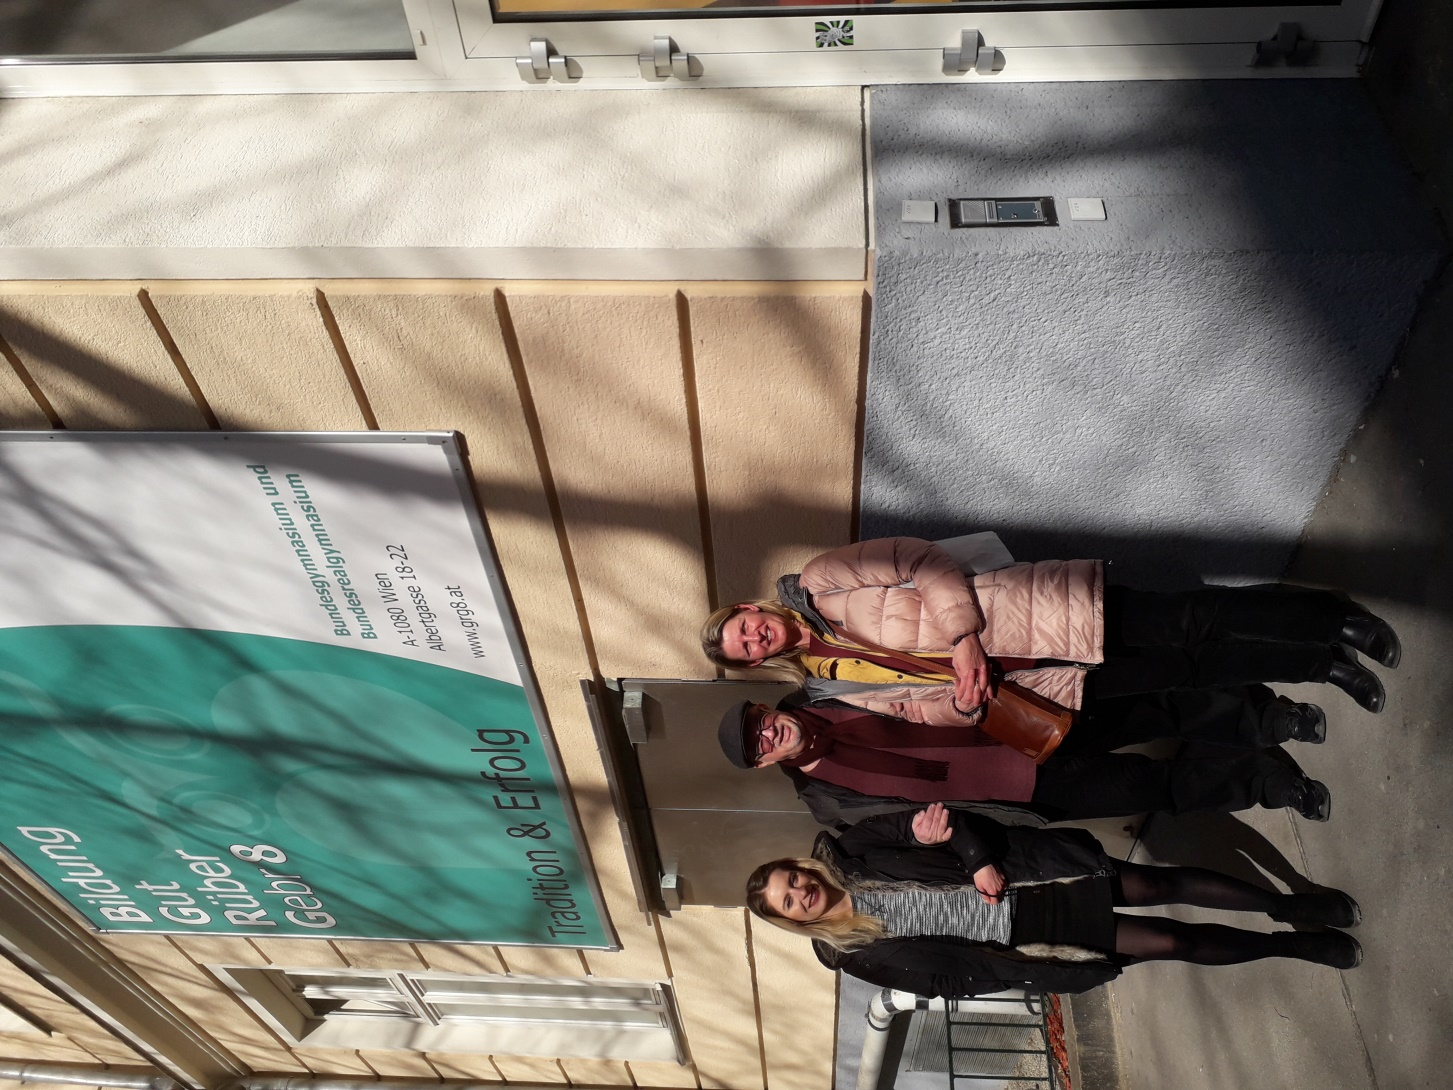 Bildung
Gut
Rüber
Gebr8
Tradition & Erfolg
Bundesgymnasium und
Bundesrealgymnasium
A-1080 Wien
Albertgasse 18-22
www.grg8.at